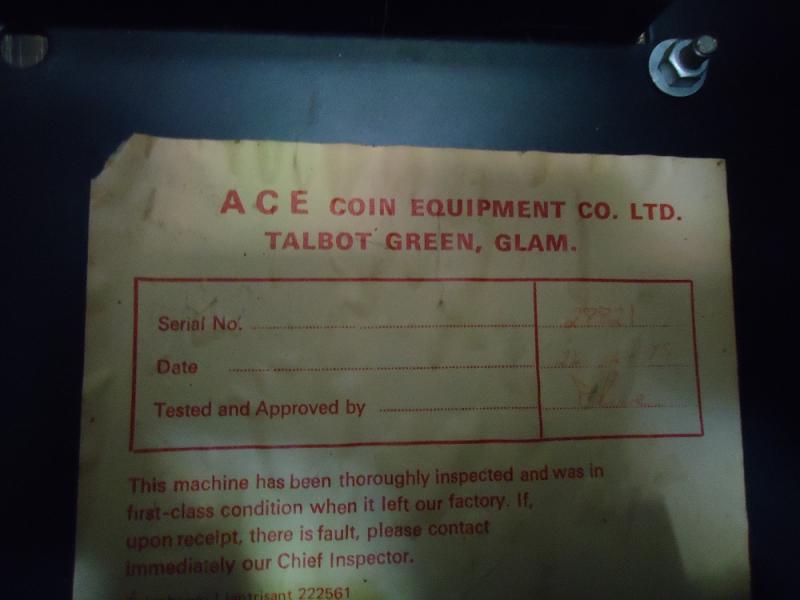 ACE COIN EQUIPMENT CO. LTD.
TALBOT GREEN, GLAM.
Serial No.
Date
Tested and Approved by
This machine has been thoroughly inspected and was in
first-class condition when it left our factory. If,
upon receipt, there is fault, please contact
immediately our Chief Inspector.
Llantrisant 222561